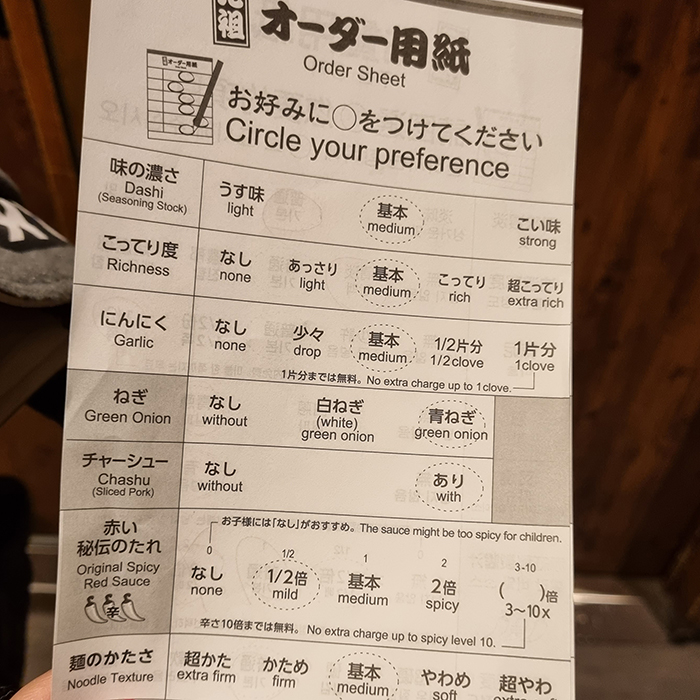 元祖 オーダー用紙
Order Sheet
お好みに○をつけてください
Circle your preference
味の濃さ
Dashi
(Seasoning Stock)
うす味
light
基本
medium
こい味
strong
こってり度
Richness
なし
none
あっさり
light
基本
medium
こってり
rich
超こってり
extra rich
にんにく
Garlic
なし
none
少々
drop
基本
medium
1/2片分
1/2clove
1片分
1clove
1片分までは無料。No extra charge up to 1clove.
ねぎ
Green Onion
なし
without
白ねぎ
(white)
green onion
青ねぎ
green onion
チャーシュー
Chashu
(Sliced Pork)
なし
without
あり
with
赤い
秘伝のたれ
Original Spicy
Red Sauce
辛
お子様には「なし」がおすすめ。The sauce might be too spicy for children.
0
なし
none
1/2
1/2倍
mild
1
基本
medium
2
2倍
spicy
3-10
( )倍
3〜10x
辛さ10倍までは無料。No extra charge up to spicy level 10.
麺のかたさ
Noodle Texture
超かた
extra firm
かため
firm
基本
medium
やわめ
soft
超やわ